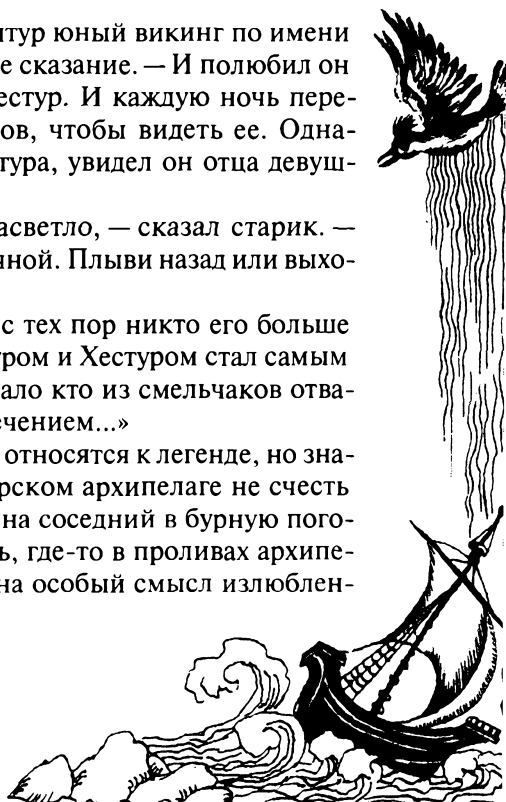 тур юный викинг по имени
е сказание. — И полюбил он
естур. И каждую ночь пере-
ов, чтобы видеть ее. Одна-
тура, увидел он отца девуш-
асветло, — сказал старик. —
чной. Плыви назад или выхо-
с тех пор никто его больше
ром и Хестуром стал самым
ало кто из смельчаков отва-
ечением...»
относятся к легенде, но зна-
рском архипелаге не счесть
на соседний в бурную пого-
ь, где-то в проливах архипе-
на особый смысл излюблен-